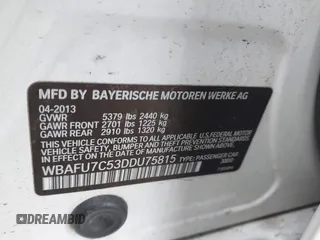 MFD BY BAYERISCHE MOTOREN WERKE AG
04-2013
GVWR 5379 lbs 2440 kg
GAWR FRONT 2701 lbs 1225 kg
GAWR REAR 2910 lbs 1320 kg
THIS VEHICLE CONFORMS TO ALL APPLICABLE FEDERAL MOTOR
VEHICLE SAFETY, BUMPER, AND THEFT PREVENTION
STANDARDS IN EFFECT ON THE DATE OF MANUFACTURE SHOWN ABOVE.
WBAFU7C53DDU75815 TYPE: PASSENGER CAR
DREAMBID